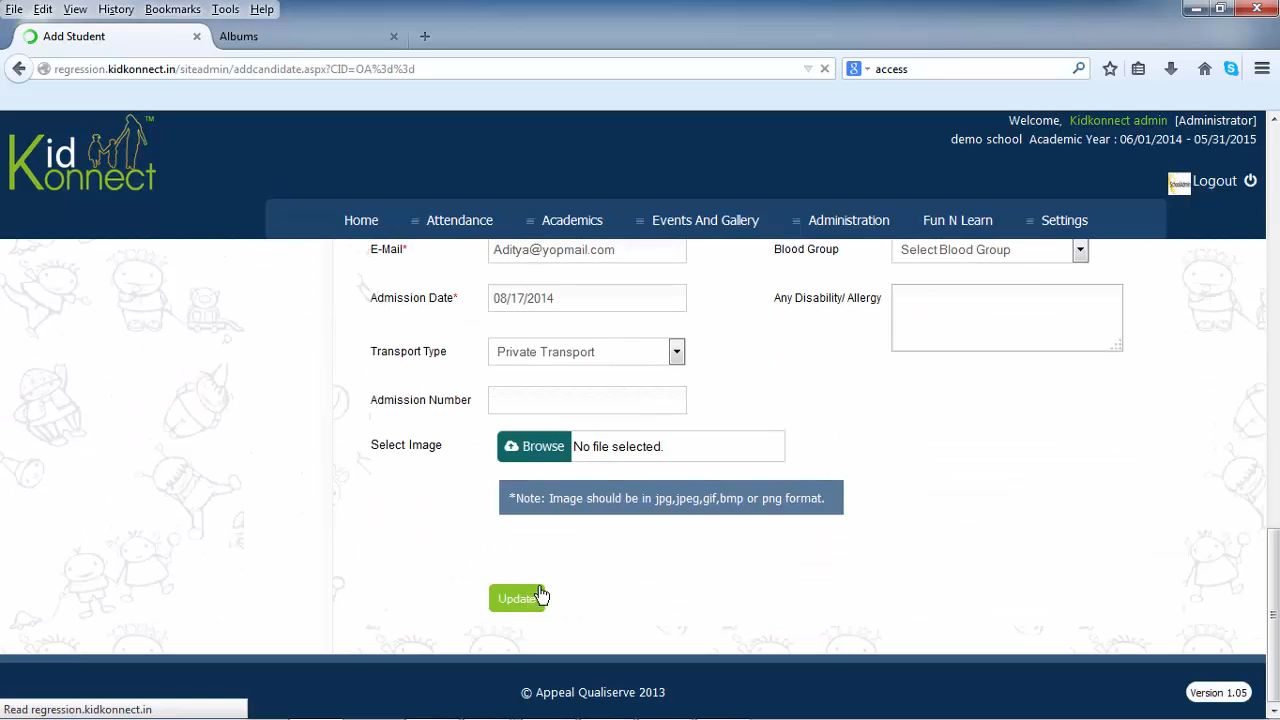 File Edit View History Bookmarks Tools Help
Add Student × Albums × +
regression.kidkonnect.in/siteadmin/addcandidate.aspx?CID=OA%3d%3d access
Kid Konnect TM
Welcome, Kidkonnect admin [Administrator]
demo school Academic Year : 06/01/2014 - 05/31/2015
Logout
Home Attendance Academics Events And Gallery Administration Fun N Learn Settings
E-Mail* Aditya@yopmail.com Blood Group Select Blood Group
Admission Date* 08/17/2014 Any Disability/ Allergy
Transport Type Private Transport
Admission Number
Select Image Browse No file selected.
*Note: Image should be in jpg,jpeg,gif,bmp or png format.
Update
© Appeal Qualiserve 2013 Version 1.05
Read regression.kidkonnect.in